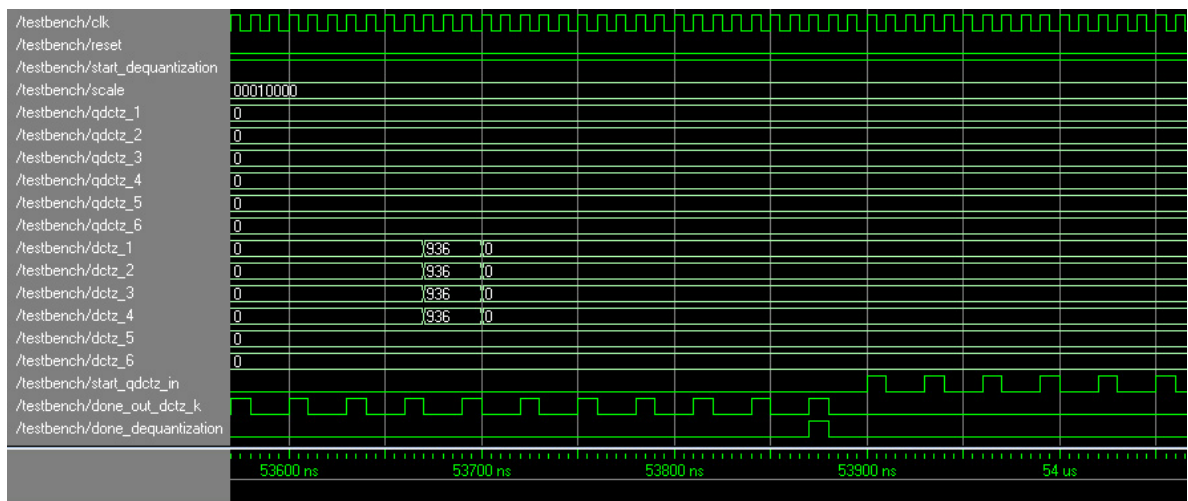 /testbench/clk
/testbench/reset
/testbench/start_dequantization
/testbench/scale 00010000
/testbench/qdctz_1 0
/testbench/qdctz_2 0
/testbench/qdctz_3 0
/testbench/qdctz_4 0
/testbench/qdctz_5 0
/testbench/qdctz_6 0
/testbench/dctz_1 0 936 0
/testbench/dctz_2 0 936 0
/testbench/dctz_3 0 936 0
/testbench/dctz_4 0 936 0
/testbench/dctz_5 0
/testbench/dctz_6 0
/testbench/start_qdctz_in
/testbench/done_out_dctz_k
/testbench/done_dequantization
53600 ns 53700 ns 53800 ns 53900 ns 54 us